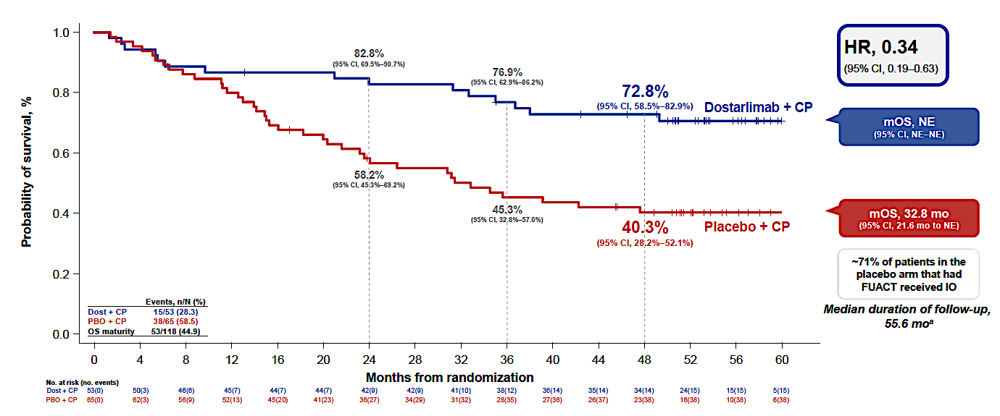 Probability of survival, %
1.0
0.8
0.6
0.4
0.2
0.0
82.8%
(95% CI, 69.5%–90.7%)
76.9%
(95% CI, 62.9%–86.2%)
72.8%
(95% CI, 58.5%–82.9%)
Dostarlimab + CP
58.2%
(95% CI, 45.3%–69.2%)
45.3%
(95% CI, 32.8%–57.0%)
40.3%
(95% CI, 28.2%–52.1%)
Placebo + CP
HR, 0.34
(95% CI, 0.19–0.63)
mOS, NE
(95% CI, NE–NE)
mOS, 32.8 mo
(95% CI, 21.6 mo to NE)
~71% of patients in the
placebo arm that had
FUACT received IO
Median duration of follow-up,
55.6 moᵃ
Events, n/N (%)
Dost + CP 15/53 (28.3)
PBO + CP 38/65 (58.5)
OS maturity 53/118 (44.9)
0 4 8 12 16 20 24 28 32 36 40 44 48 52 56 60
Months from randomization
No. at risk (no. events)
Dost + CP 53(0) 50(3) 46(6) 45(7) 44(7) 44(7) 42(9) 42(9) 41(10) 38(12) 36(14) 35(14) 34(14) 24(15) 15(15) 5(15)
PBO + CP 65(0) 62(3) 56(9) 52(13) 45(20) 41(23) 36(27) 34(29) 31(32) 28(35) 27(36) 26(37) 23(38) 16(38) 10(38) 6(38)